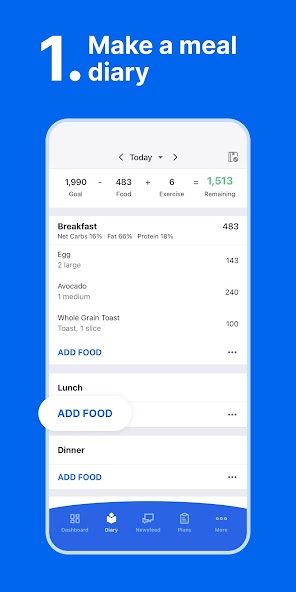 1. Make a meal
diary
Today
1,990 - 483 + 6 = 1,513
Goal Food Exercise Remaining
Breakfast 483
Net Carbs 16% Fat 66% Protein 18%
Egg
2 large 143
Avocado
1 medium 240
Whole Grain Toast
Toast, 1 slice 100
ADD FOOD
Lunch
ADD FOOD
Dinner
ADD FOOD
Dashboard Diary Newsfeed Plans More